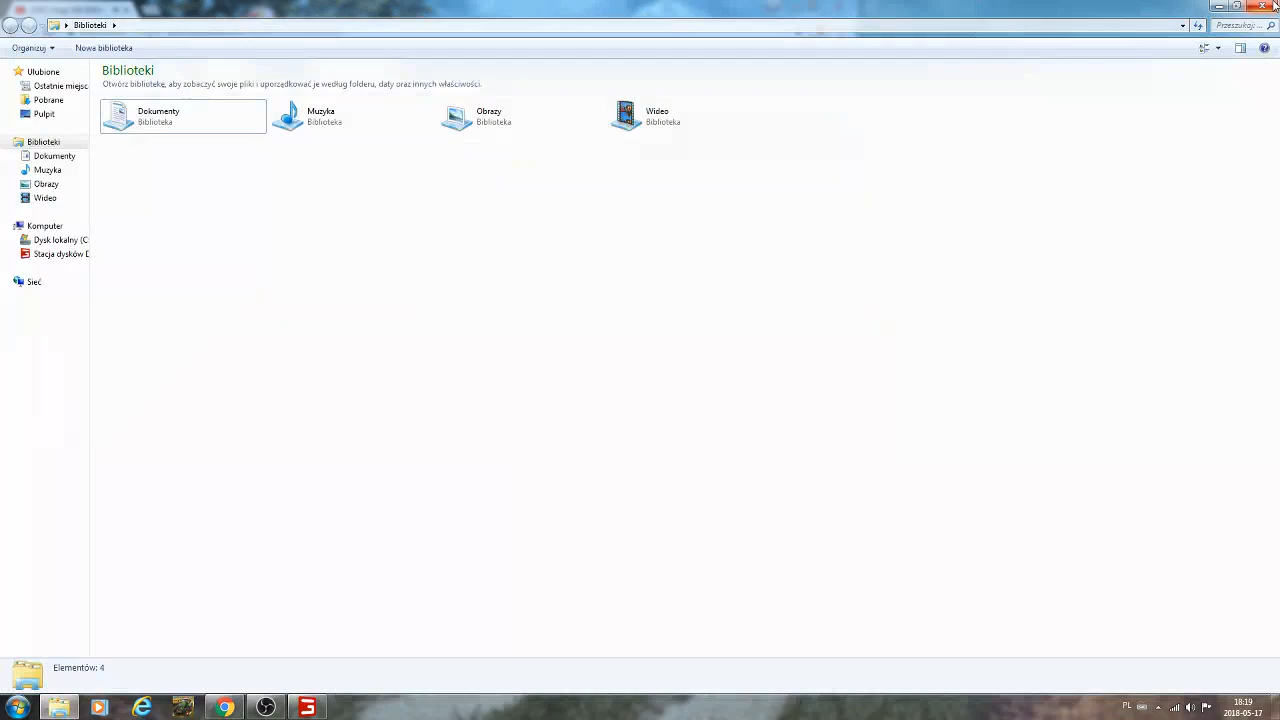 Biblioteki
Przeszukaj: ...
Organizuj
Nowa biblioteka
Ulubione
Ostatnie miejsc
Pobrane
Pulpit
Biblioteki
Dokumenty
Muzyka
Obrazy
Wideo
Komputer
Dysk lokalny (C:
Stacja dysków D
Sieć
Biblioteki
Otwórz bibliotekę, aby zobaczyć swoje pliki i uporządkować je według folderu, daty oraz innych właściwości.
Dokumenty
Biblioteka
Muzyka
Biblioteka
Obrazy
Biblioteka
Wideo
Biblioteka
Elementów: 4
PL
18:19
2018-05-17